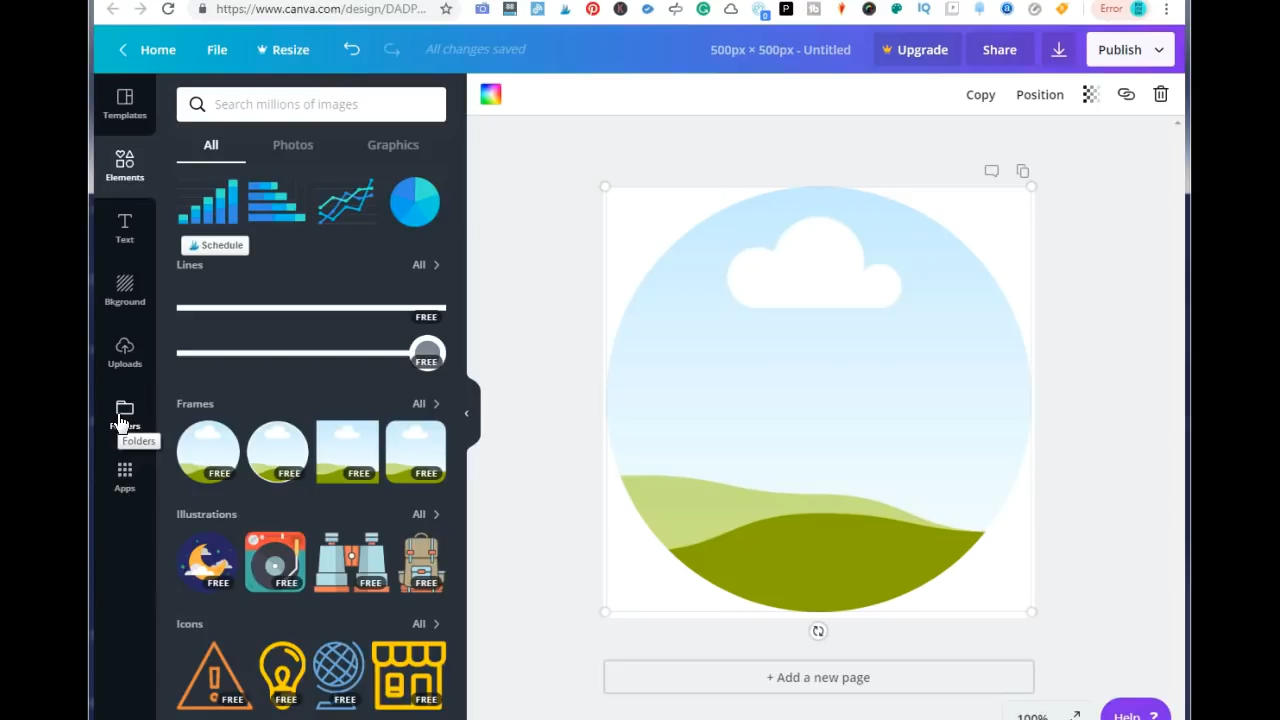 https://www.canva.com/design/DADP...
Error
Home
File
Resize
All changes saved
500px × 500px - Untitled
Upgrade
Share
Publish
Templates
Search millions of images
Copy
Position
All
Photos
Graphics
Elements
Text
Schedule
Lines
All
FREE
Bkground
FREE
Uploads
Frames
All
Folders
FREE
FREE
FREE
FREE
Apps
Illustrations
All
FREE
FREE
FREE
FREE
Icons
All
FREE
FREE
FREE
FREE
+ Add a new page
100%
Help ?